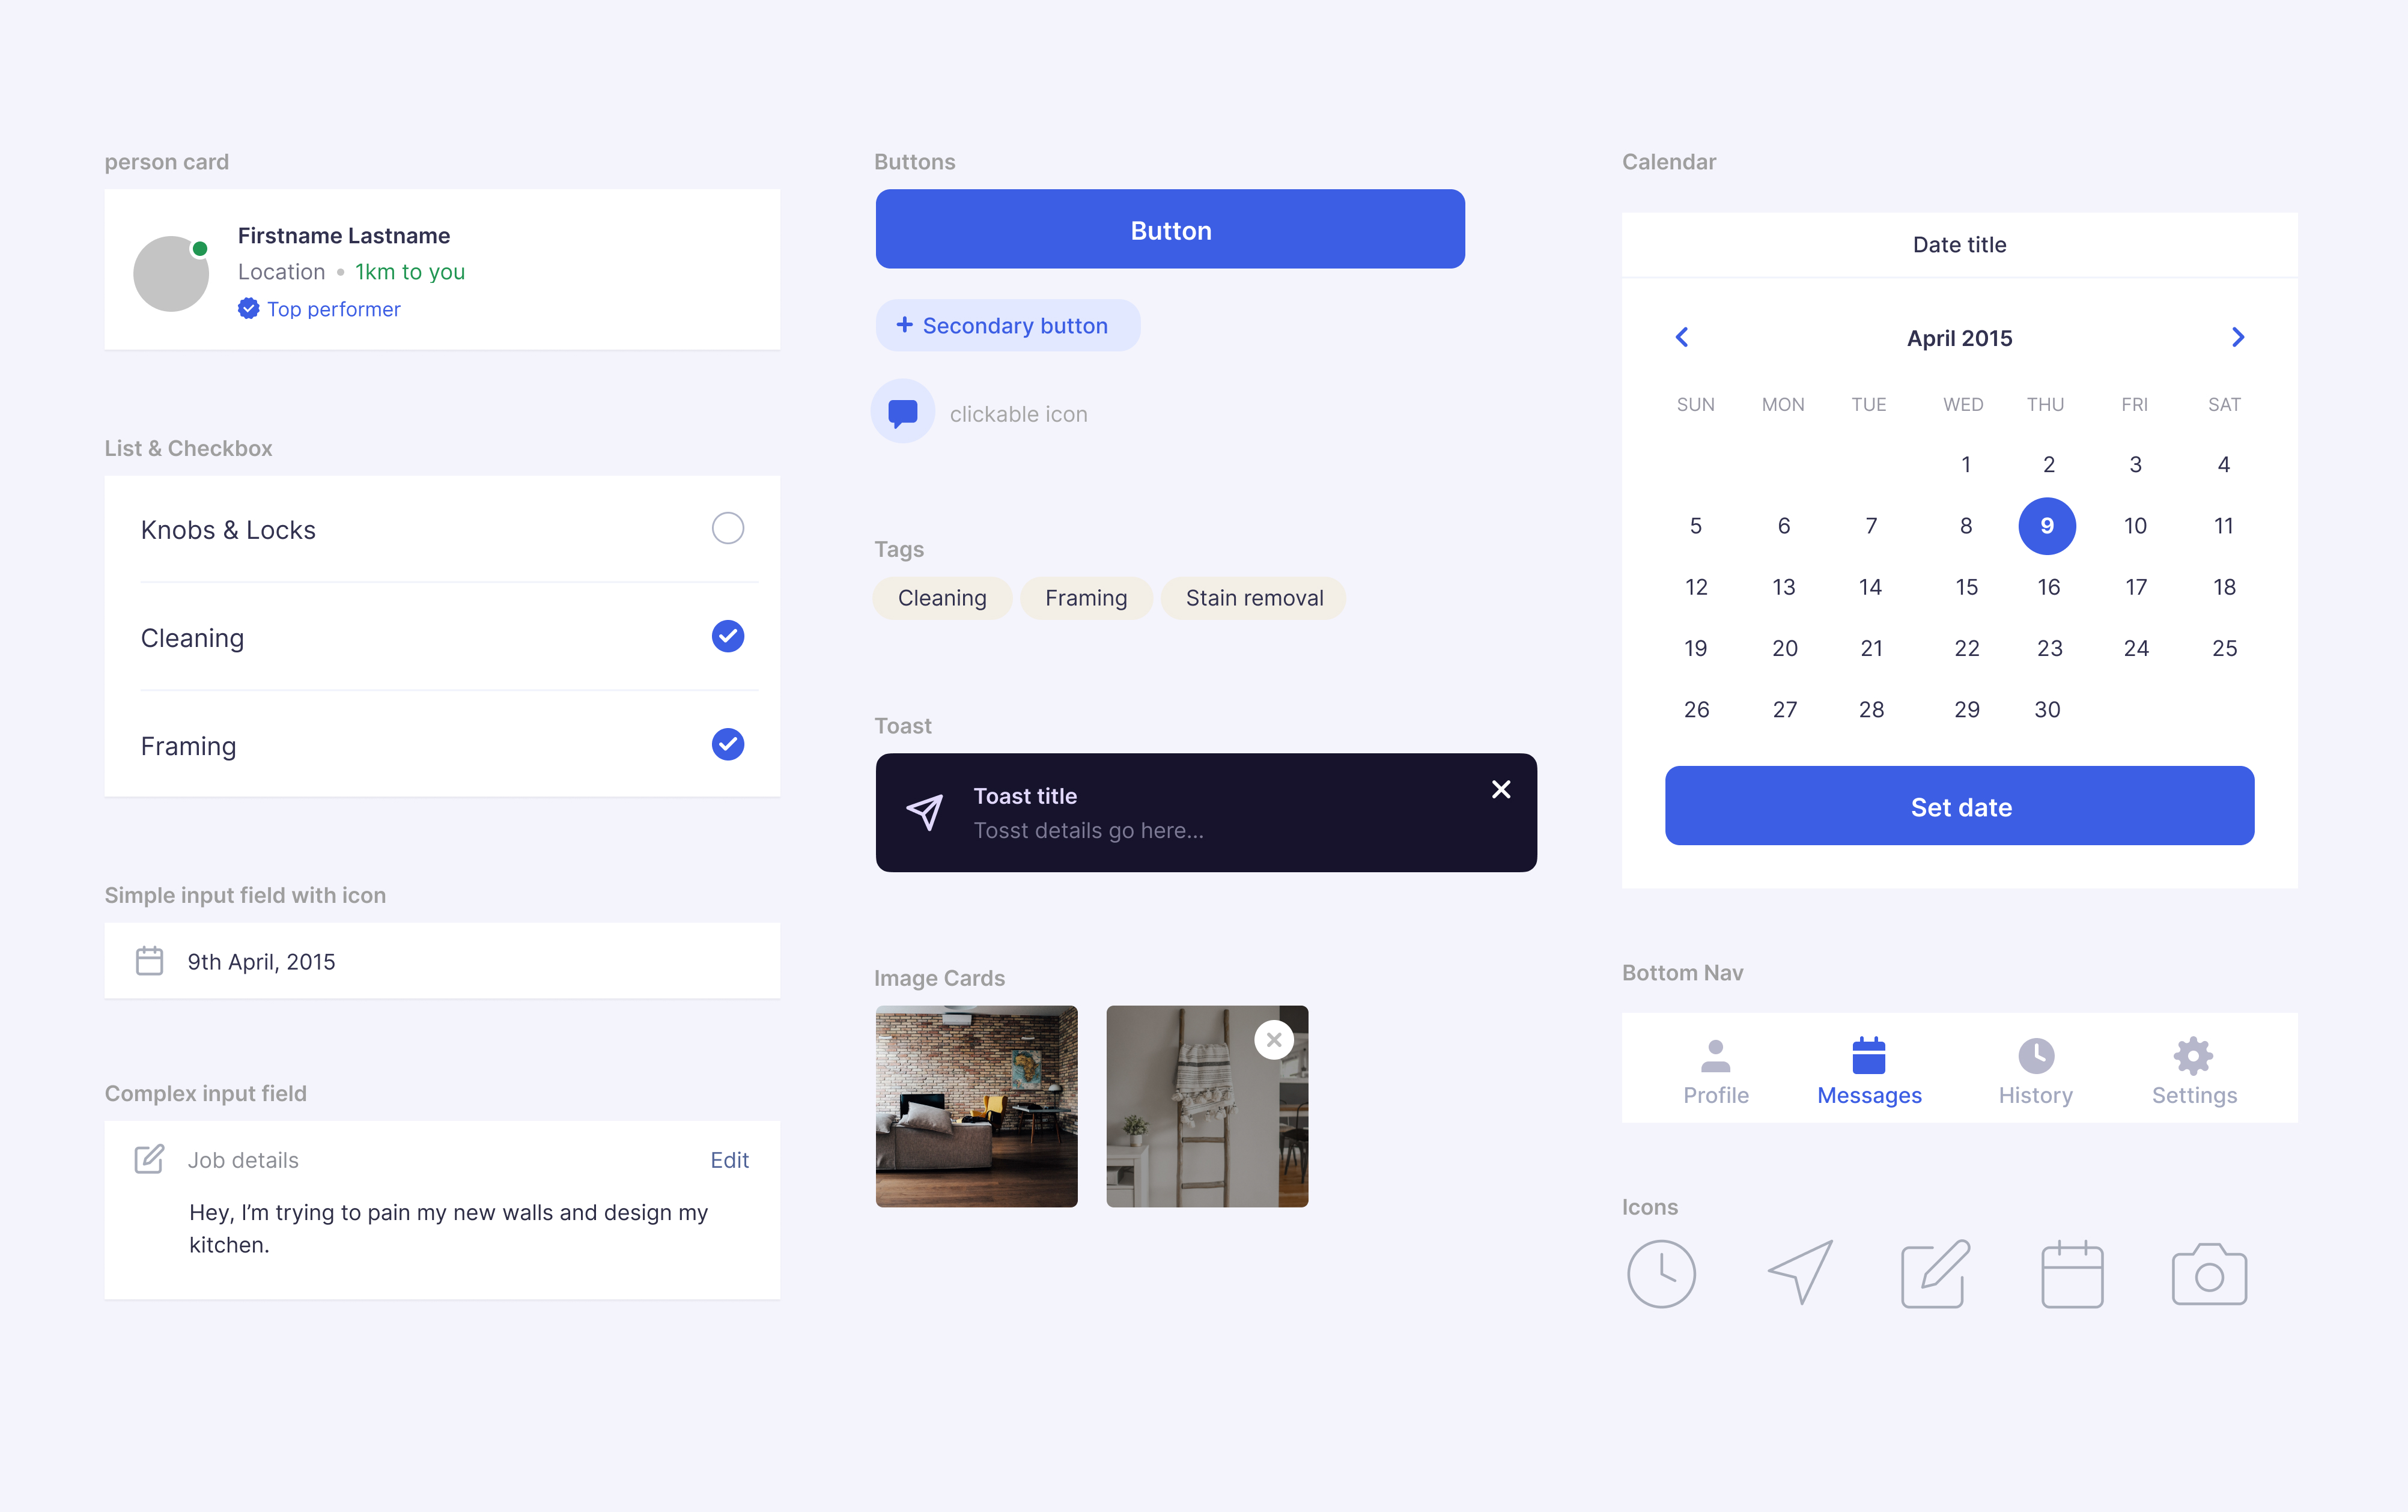 person card
Firstname Lastname
Location • 1km to you
Top performer
List & Checkbox
Knobs & Locks
Cleaning
Framing
Simple input field with icon
9th April, 2015
Complex input field
Job details Edit
Hey, I'm trying to pain my new walls and design my
kitchen.
Buttons
Button
+ Secondary button
clickable icon
Tags
Cleaning Framing Stain removal
Toast
Toast title
Tosst details go here...
Image Cards
Calendar
Date title
April 2015
SUN MON TUE WED THU FRI SAT
1 2 3 4
5 6 7 8 9 10 11
12 13 14 15 16 17 18
19 20 21 22 23 24 25
26 27 28 29 30
Set date
Bottom Nav
Profile Messages History Settings
Icons